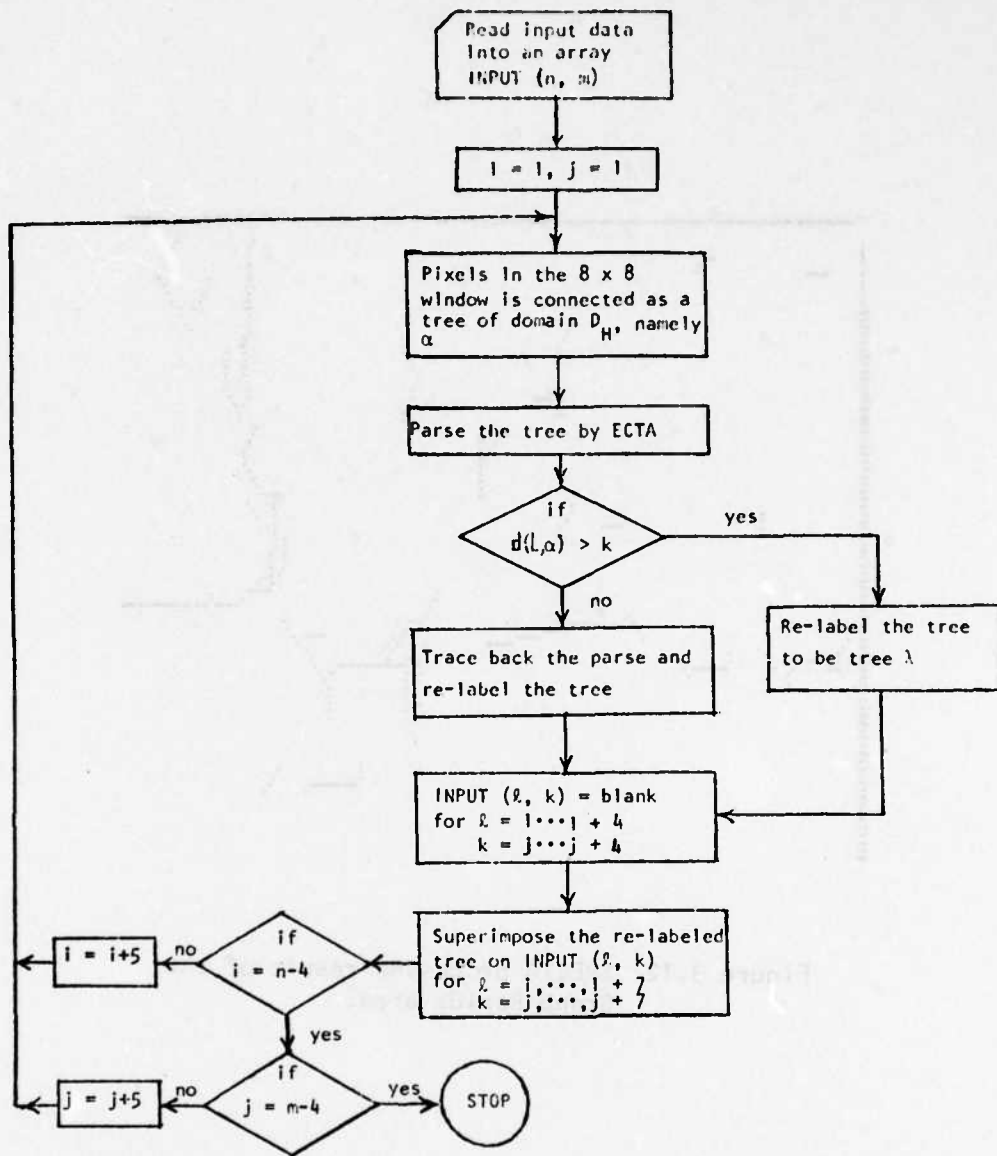 Read input data
into an array
INPUT (n, m)
i = 1, j = 1
Pixels in the 8 x 8
window is connected as a
tree of domain D_H, namely
α
Parse the tree by ECTA
if
d(L,α) > k
yes
no
Trace back the parse and
re-label the tree
Re-label the tree
to be tree λ
INPUT (ℓ, k) = blank
for ℓ = i···i + 4
k = j···j + 4
Superimpose the re-labeled
tree on INPUT (ℓ, k)
for ℓ = i,···,i + 7
k = j,···,j + 7
if
i = n-4
no
i = i+5
yes
if
j = m-4
no
j = j+5
yes
STOP